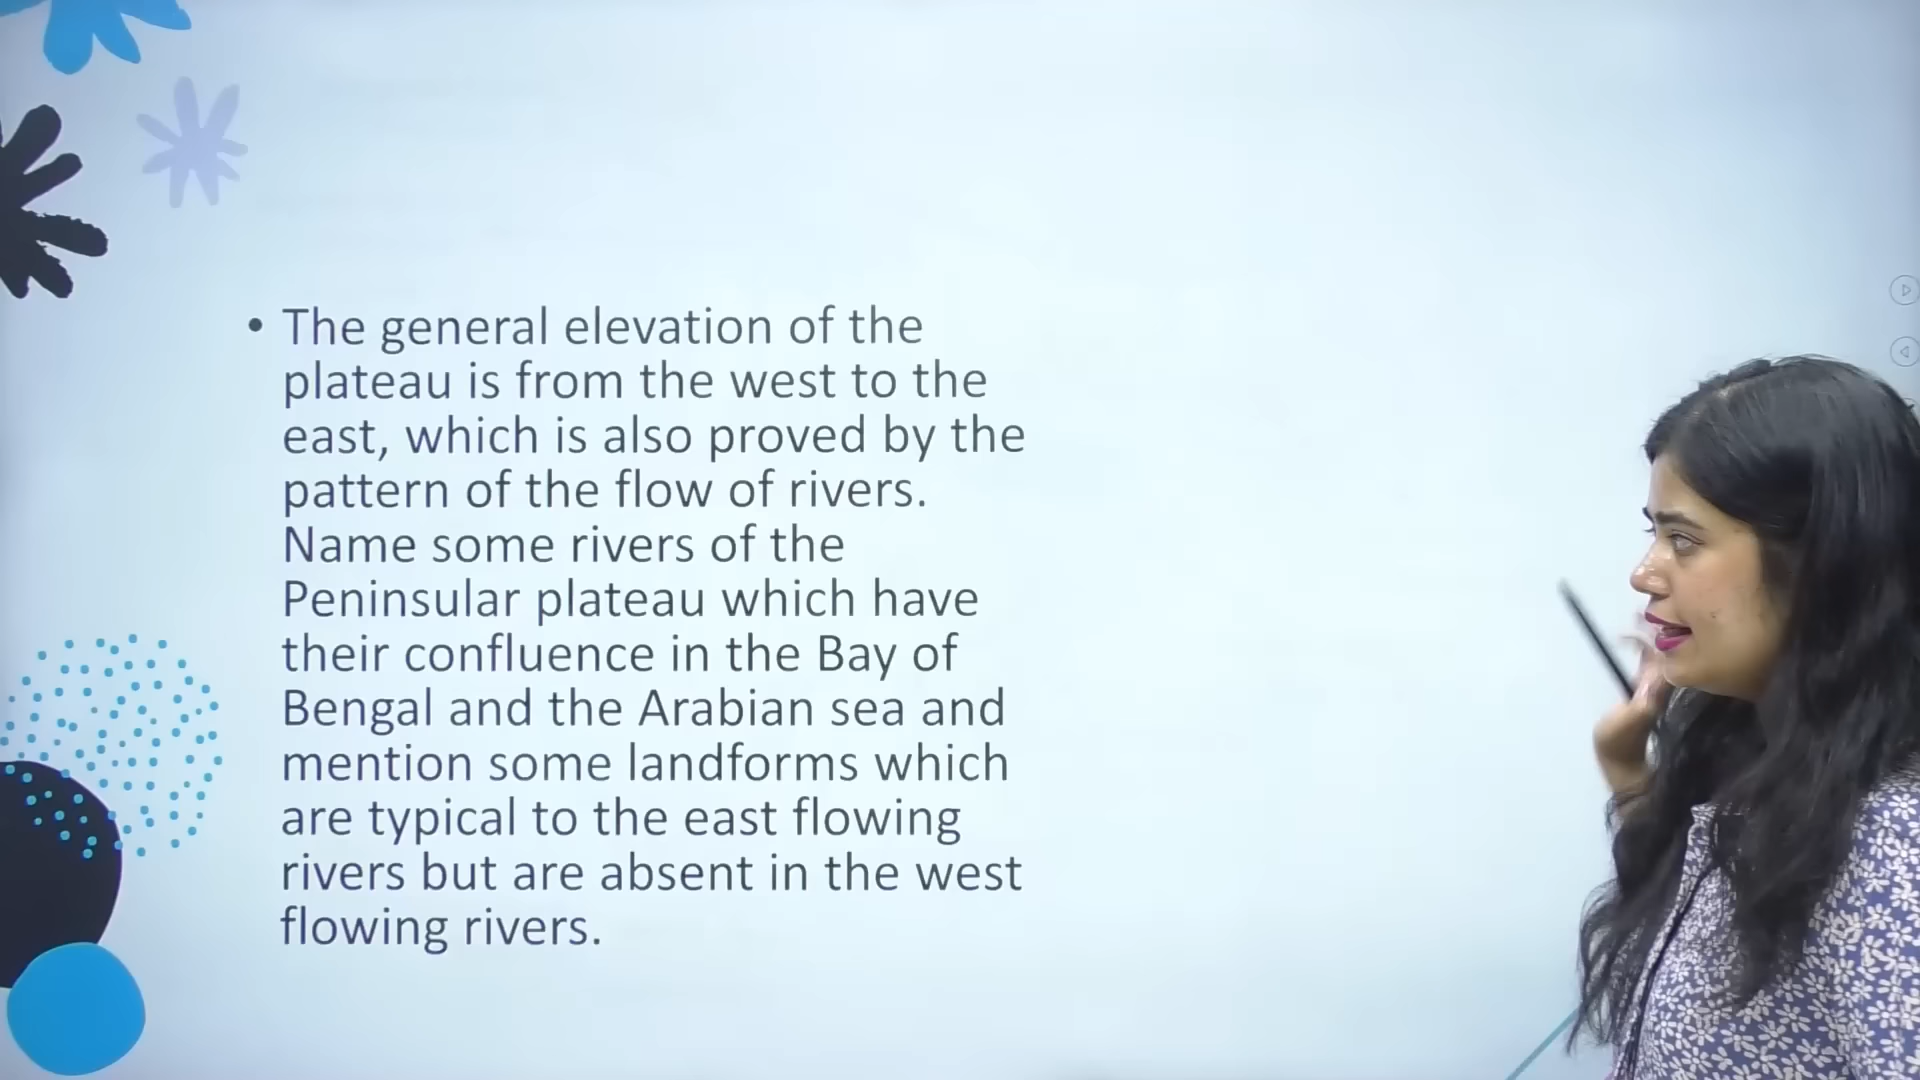 • The general elevation of the
plateau is from the west to the
east, which is also proved by the
pattern of the flow of rivers.
Name some rivers of the
Peninsular plateau which have
their confluence in the Bay of
Bengal and the Arabian sea and
mention some landforms which
are typical to the east flowing
rivers but are absent in the west
flowing rivers.